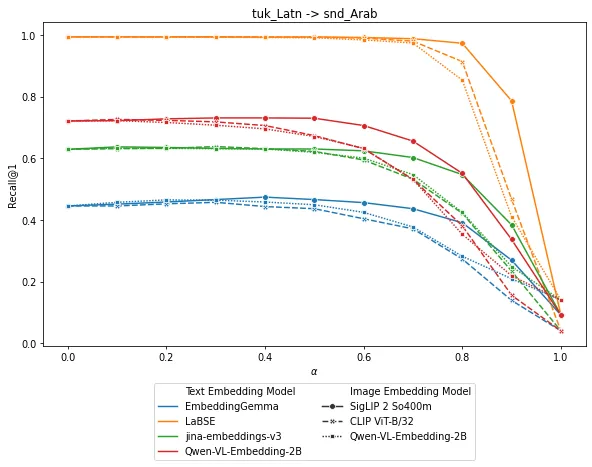 tuk_Latn -> snd_Arab
Recall@1
1.0
0.8
0.6
0.4
0.2
0.0
0.0 0.2 0.4 0.6 0.8 1.0
α
Text Embedding Model
EmbeddingGemma
LaBSE
jina-embeddings-v3
Qwen-VL-Embedding-2B
Image Embedding Model
SigLIP 2 So400m
CLIP ViT-B/32
Qwen-VL-Embedding-2B